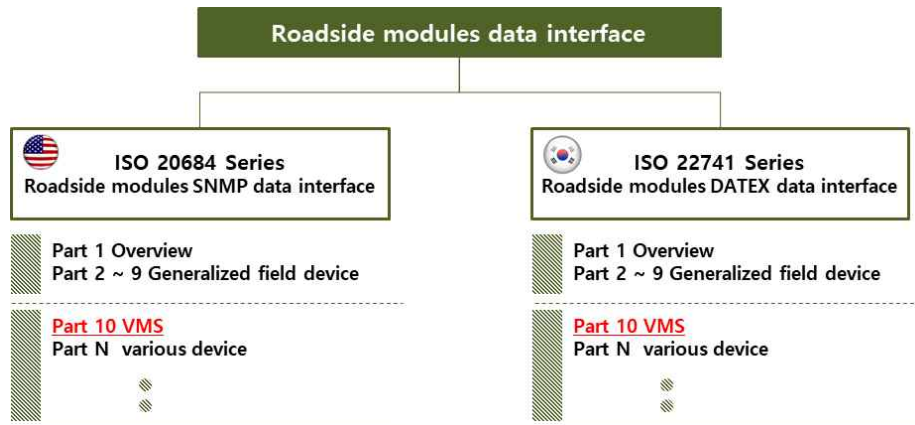 Roadside modules data interface
ISO 20684 Series
Roadside modules SNMP data interface
Part 1 Overview
Part 2 ~ 9 Generalized field device
Part 10 VMS
Part N various device
ISO 22741 Series
Roadside modules DATEX data interface
Part 1 Overview
Part 2 ~ 9 Generalized field device
Part 10 VMS
Part N various device